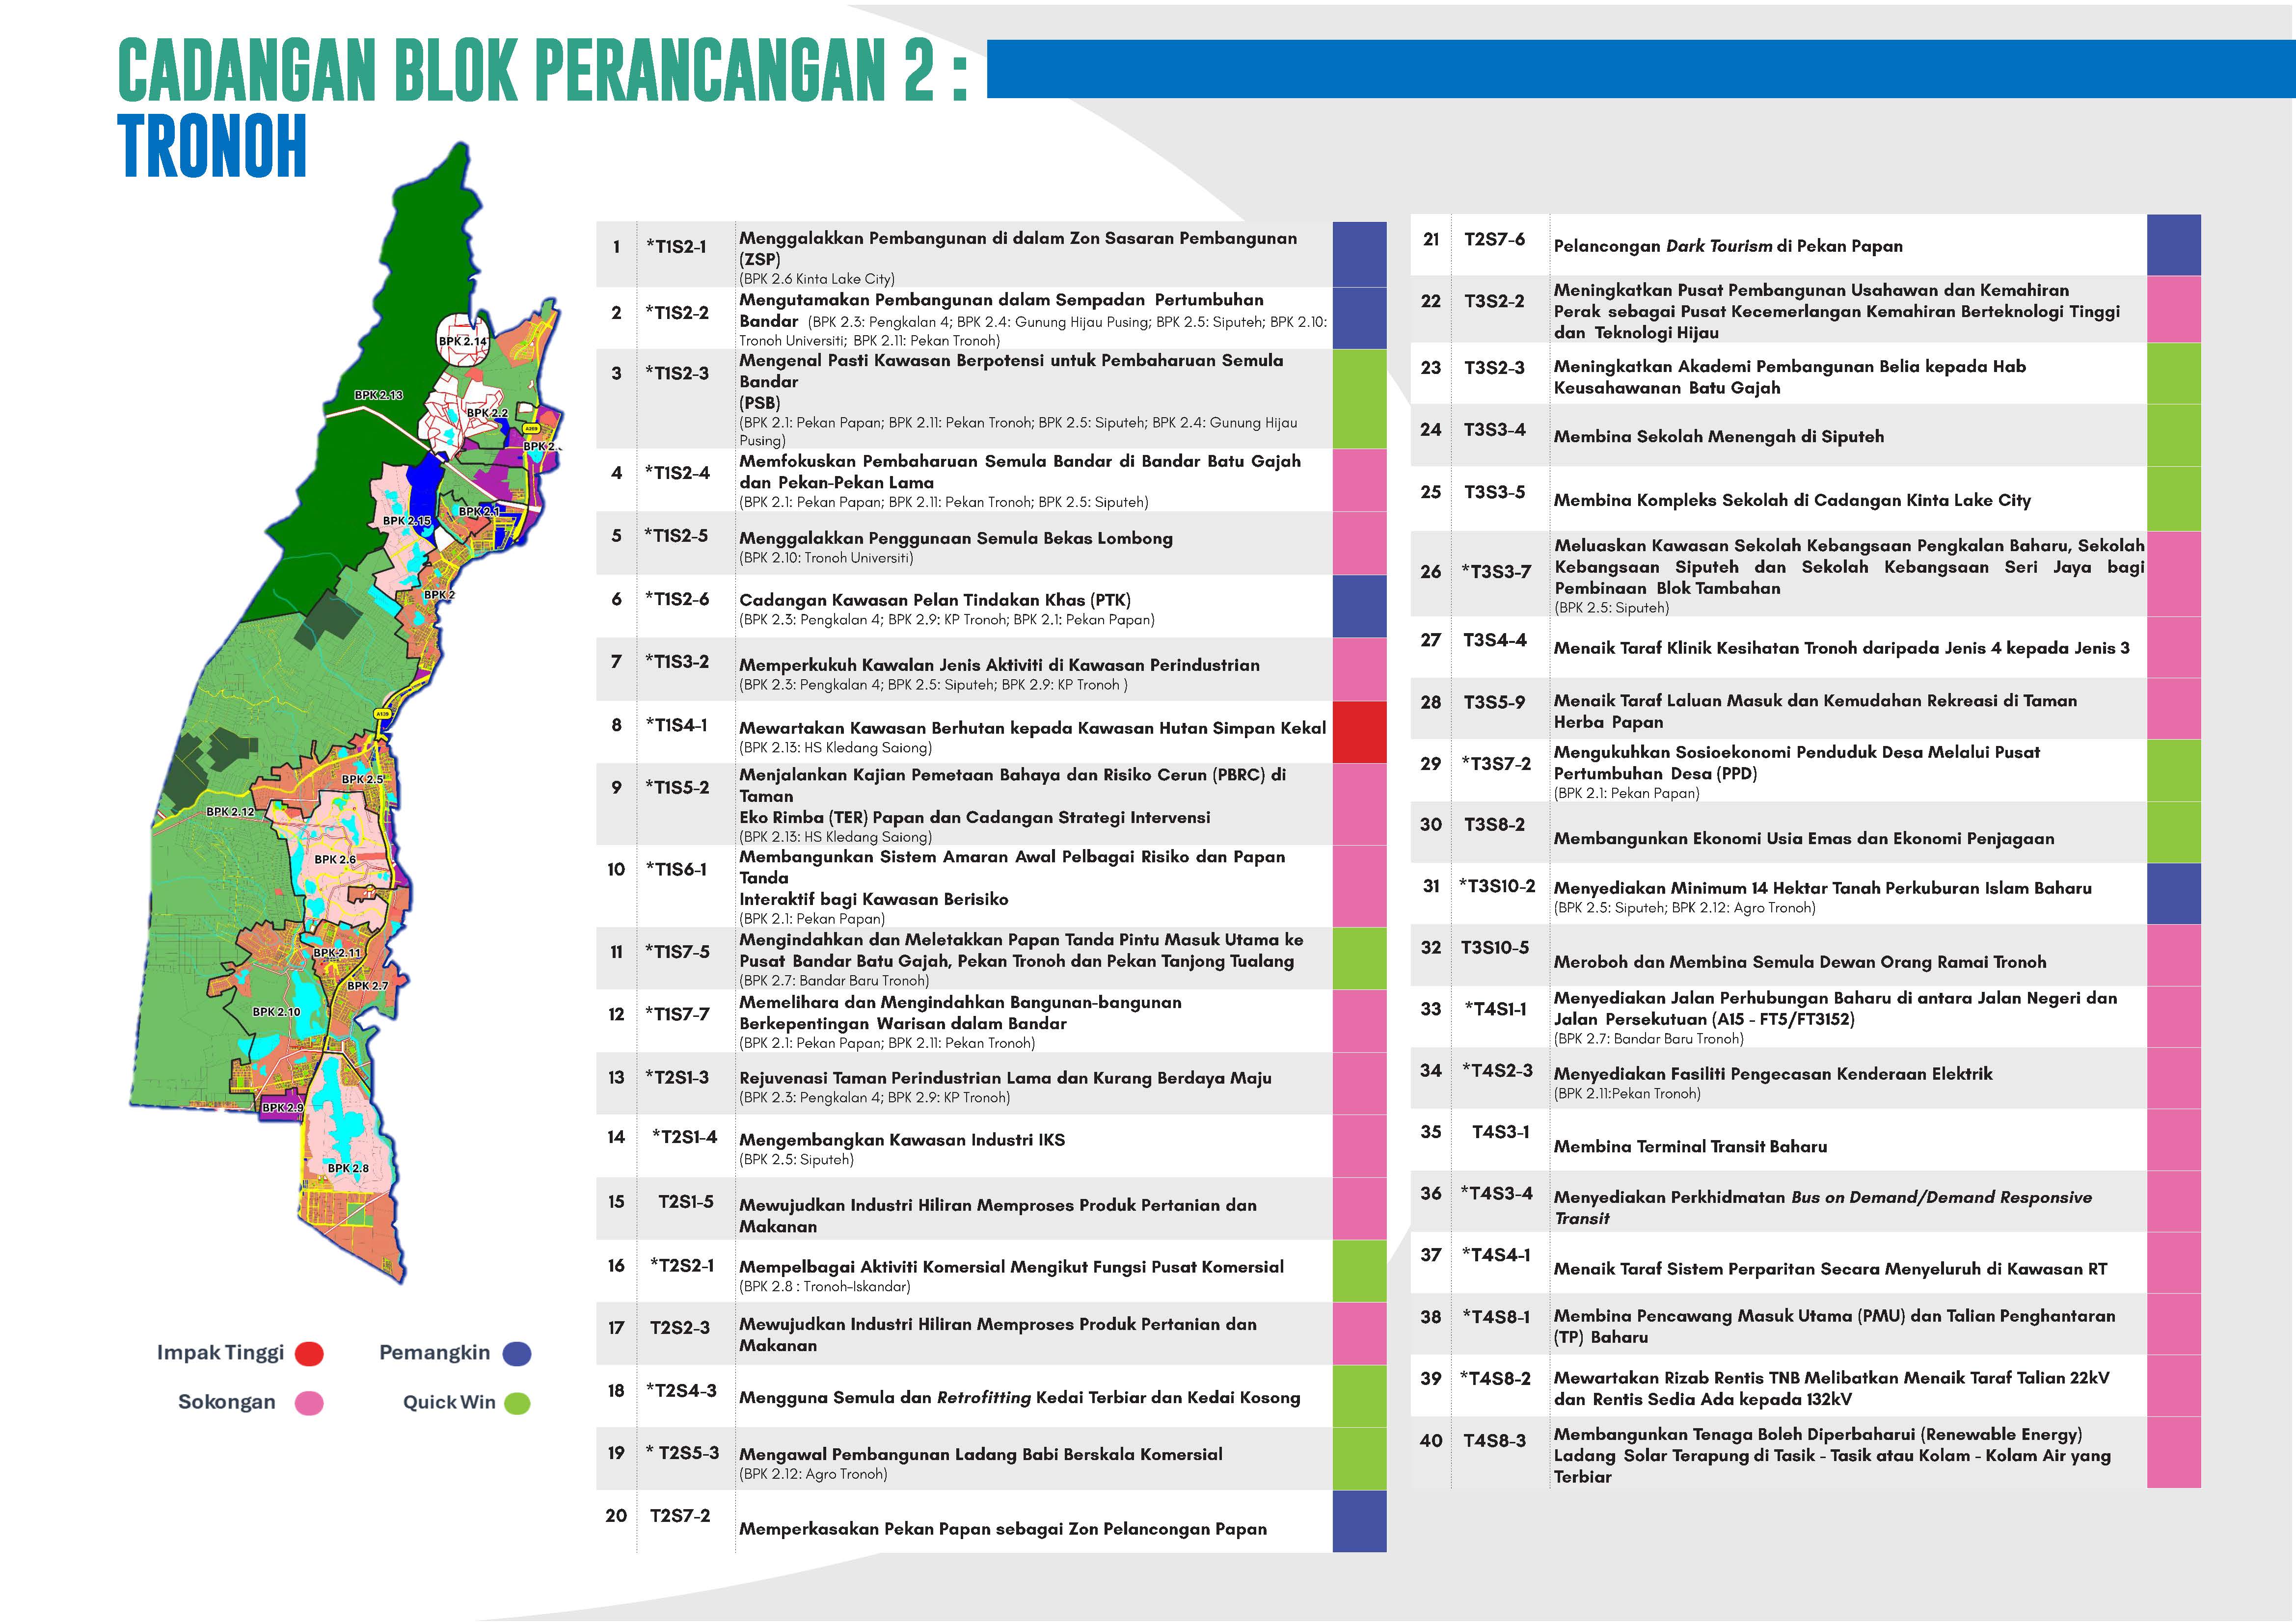 CADANGAN BLOK PERANCANGAN 2 :
TRONOH
BPK 2.14
BPK 2.13
BPK 2.2
A209
BPK 2.
BPK 2.15
BPK 2.1
BPK 2
A139
BPK 2.5
BPK 2.12
BPK 2.6
BPK 2.11
BPK 2.7
BPK 2.10
BPK 2.9
BPK 2.8
Impak Tinggi
Pemangkin
Sokongan
Quick Win
1 *T1S2-1 Menggalakkan Pembangunan di dalam Zon Sasaran Pembangunan
(ZSP)
(BPK 2.6 Kinta Lake City)
2 *T1S2-2 Mengutamakan Pembangunan dalam Sempadan Pertumbuhan
Bandar (BPK 2.3: Pengkalan 4; BPK 2.4: Gunung Hijau Pusing; BPK 2.5: Siputeh; BPK 2.10:
Tronoh Universiti; BPK 2.11: Pekan Tronoh)
3 *T1S2-3 Mengenal Pasti Kawasan Berpotensi untuk Pembaharuan Semula
Bandar
(PSB)
(BPK 2.1: Pekan Papan; BPK 2.11: Pekan Tronoh; BPK 2.5: Siputeh; BPK 2.4: Gunung Hijau
Pusing)
4 *T1S2-4 Memfokuskan Pembaharuan Semula Bandar di Bandar Batu Gajah
dan Pekan-Pekan Lama
(BPK 2.1: Pekan Papan; BPK 2.11: Pekan Tronoh; BPK 2.5: Siputeh)
5 *T1S2-5 Menggalakkan Penggunaan Semula Bekas Lombong
(BPK 2.10: Tronoh Universiti)
6 *T1S2-6 Cadangan Kawasan Pelan Tindakan Khas (PTK)
(BPK 2.3: Pengkalan 4; BPK 2.9: KP Tronoh; BPK 2.1: Pekan Papan)
7 *T1S3-2 Memperkukuh Kawalan Jenis Aktiviti di Kawasan Perindustrian
(BPK 2.3: Pengkalan 4; BPK 2.5: Siputeh; BPK 2.9: KP Tronoh )
8 *T1S4-1 Mewartakan Kawasan Berhutan kepada Kawasan Hutan Simpan Kekal
(BPK 2.13: HS Kledang Saiong)
9 *T1S5-2 Menjalankan Kajian Pemetaan Bahaya dan Risiko Cerun (PBRC) di
Taman
Eko Rimba (TER) Papan dan Cadangan Strategi Intervensi
(BPK 2.13: HS Kledang Saiong)
10 *T1S6-1 Membangunkan Sistem Amaran Awal Pelbagai Risiko dan Papan
Tanda
Interaktif bagi Kawasan Berisiko
(BPK 2.1: Pekan Papan)
11 *T1S7-5 Mengindahkan dan Meletakkan Papan Tanda Pintu Masuk Utama ke
Pusat Bandar Batu Gajah, Pekan Tronoh dan Pekan Tanjong Tualang
(BPK 2.7: Bandar Baru Tronoh)
12 *T1S7-7 Memelihara dan Mengindahkan Bangunan-bangunan
Berkepentingan Warisan dalam Bandar
(BPK 2.1: Pekan Papan; BPK 2.11: Pekan Tronoh)
13 *T2S1-3 Rejuvenasi Taman Perindustrian Lama dan Kurang Berdaya Maju
(BPK 2.3: Pengkalan 4; BPK 2.9: KP Tronoh)
14 *T2S1-4 Mengembangkan Kawasan Industri IKS
(BPK 2.5: Siputeh)
15 T2S1-5 Mewujudkan Industri Hiliran Memproses Produk Pertanian dan
Makanan
16 *T2S2-1 Mempelbagai Aktiviti Komersial Mengikut Fungsi Pusat Komersial
(BPK 2.8 : Tronoh-Iskandar)
17 T2S2-3 Mewujudkan Industri Hiliran Memproses Produk Pertanian dan
Makanan
18 *T2S4-3 Mengguna Semula dan Retrofitting Kedai Terbiar dan Kedai Kosong
19 * T2S5-3 Mengawal Pembangunan Ladang Babi Berskala Komersial
(BPK 2.12: Agro Tronoh)
20 T2S7-2 Memperkasakan Pekan Papan sebagai Zon Pelancongan Papan
21 T2S7-6 Pelancongan Dark Tourism di Pekan Papan
22 T3S2-2 Meningkatkan Pusat Pembangunan Usahawan dan Kemahiran
Perak sebagai Pusat Kecemerlangan Kemahiran Berteknologi Tinggi
dan Teknologi Hijau
23 T3S2-3 Meningkatkan Akademi Pembangunan Belia kepada Hab
Keusahawanan Batu Gajah
24 T3S3-4 Membina Sekolah Menengah di Siputeh
25 T3S3-5 Membina Kompleks Sekolah di Cadangan Kinta Lake City
26 *T3S3-7 Meluaskan Kawasan Sekolah Kebangsaan Pengkalan Baharu, Sekolah
Kebangsaan Siputeh dan Sekolah Kebangsaan Seri Jaya bagi
Pembinaan Blok Tambahan
(BPK 2.5: Siputeh)
27 T3S4-4 Menaik Taraf Klinik Kesihatan Tronoh daripada Jenis 4 kepada Jenis 3
28 T3S5-9 Menaik Taraf Laluan Masuk dan Kemudahan Rekreasi di Taman
Herba Papan
29 *T3S7-2 Mengukuhkan Sosioekonomi Penduduk Desa Melalui Pusat
Pertumbuhan Desa (PPD)
(BPK 2.1: Pekan Papan)
30 T3S8-2 Membangunkan Ekonomi Usia Emas dan Ekonomi Penjagaan
31 *T3S10-2 Menyediakan Minimum 14 Hektar Tanah Perkuburan Islam Baharu
(BPK 2.5: Siputeh; BPK 2.12: Agro Tronoh)
32 T3S10-5 Meroboh dan Membina Semula Dewan Orang Ramai Tronoh
33 *T4S1-1 Menyediakan Jalan Perhubungan Baharu di antara Jalan Negeri dan
Jalan Persekutuan (A15 - FT5/FT3152)
(BPK 2.7: Bandar Baru Tronoh)
34 *T4S2-3 Menyediakan Fasiliti Pengecasan Kenderaan Elektrik
(BPK 2.11:Pekan Tronoh)
35 T4S3-1 Membina Terminal Transit Baharu
36 *T4S3-4 Menyediakan Perkhidmatan Bus on Demand/Demand Responsive
Transit
37 *T4S4-1 Menaik Taraf Sistem Perparitan Secara Menyeluruh di Kawasan RT
38 *T4S8-1 Membina Pencawang Masuk Utama (PMU) dan Talian Penghantaran
(TP) Baharu
39 *T4S8-2 Mewartakan Rizab Rentis TNB Melibatkan Menaik Taraf Talian 22kV
dan Rentis Sedia Ada kepada 132kV
40 T4S8-3 Membangunkan Tenaga Boleh Diperbaharui (Renewable Energy)
Ladang Solar Terapung di Tasik - Tasik atau Kolam - Kolam Air yang
Terbiar